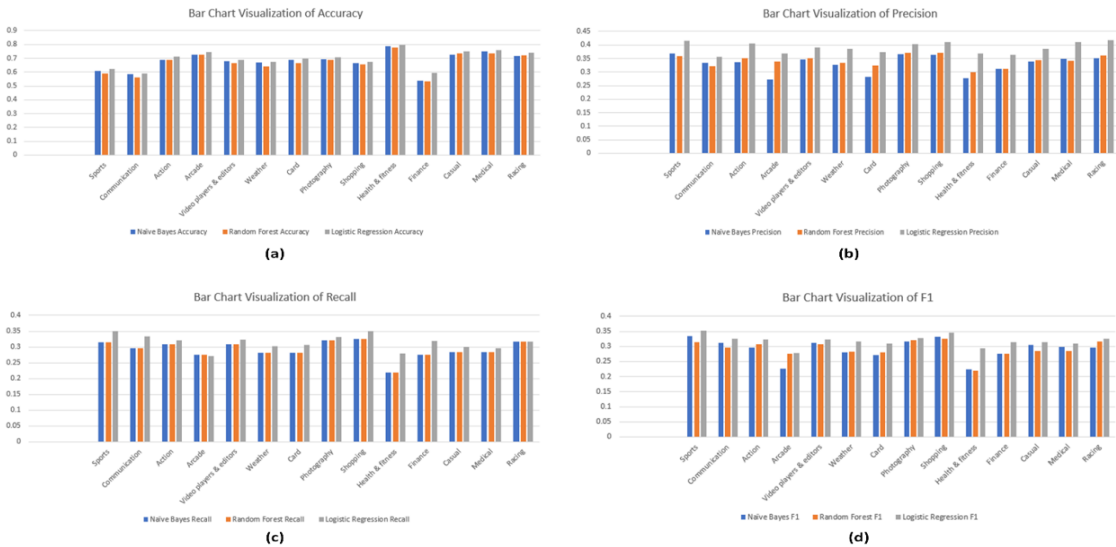 Bar Chart Visualization of Accuracy
0.9
0.8
0.7
0.6
0.5
0.4
0.3
0.2
0.1
0
Sports
Communication
Action
Arcade
Video players & editors
Weather
Card
Photography
Shopping
Health & fitness
Finance
Casual
Medical
Racing
Naïve Bayes Accuracy Random Forest Accuracy Logistic Regression Accuracy
(a)
Bar Chart Visualization of Precision
0.45
0.4
0.35
0.3
0.25
0.2
0.15
0.1
0.05
0
Sports
Communication
Action
Arcade
Video players & editors
Weather
Card
Photography
Shopping
Health & fitness
Finance
Casual
Medical
Racing
Naïve Bayes Precision Random Forest Precision Logistic Regression Precision
(b)
Bar Chart Visualization of Recall
0.4
0.35
0.3
0.25
0.2
0.15
0.1
0.05
0
Sports
Communication
Action
Arcade
Video players & editors
Weather
Card
Photography
Shopping
Health & fitness
Finance
Casual
Medical
Racing
Naïve Bayes Recall Random Forest Recall Logistic Regression Recall
(c)
Bar Chart Visualization of F1
0.4
0.35
0.3
0.25
0.2
0.15
0.1
0.05
0
Sports
Communication
Action
Arcade
Video players & editors
Weather
Card
Photography
Shopping
Health & fitness
Finance
Casual
Medical
Racing
Naïve Bayes F1 Random Forest F1 Logistic Regression F1
(d)